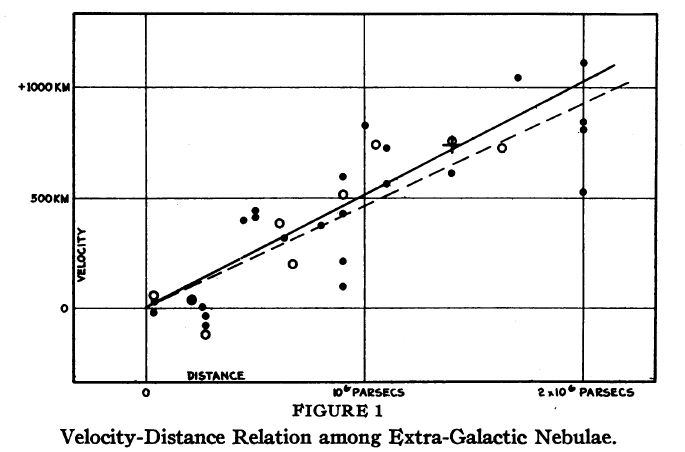 +1000 KM
500 KM
VELOCITY
0
DISTANCE
0
10⁶ PARSECS
2 x 10⁶ PARSECS
FIGURE 1
Velocity-Distance Relation among Extra-Galactic Nebulae.